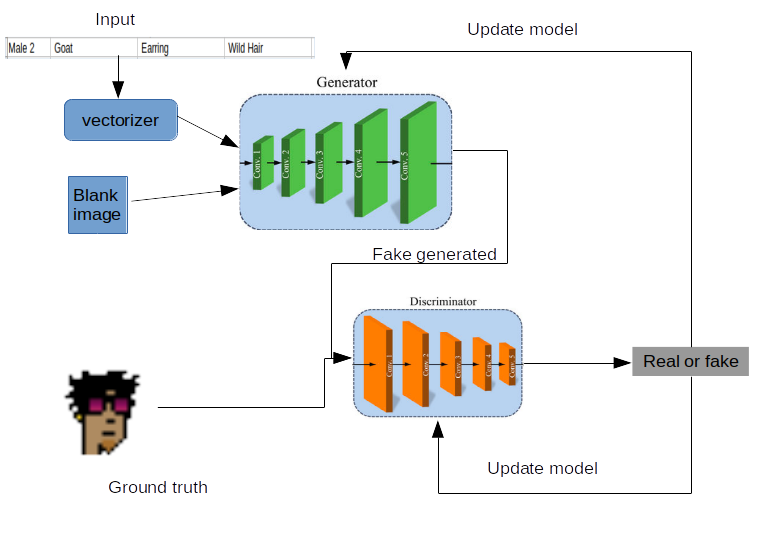 Input
Update model
Male 2 Goat Earring Wild Hair
Generator
vectorizer
Conv. 1 Conv. 2 Conv. 3 Conv. 4 Conv. 5
Blank
image
Fake generated
Discriminator
Conv. 1 Conv. 2 Conv. 3 Conv. 4 Conv. 5
Real or fake
Update model
Ground truth